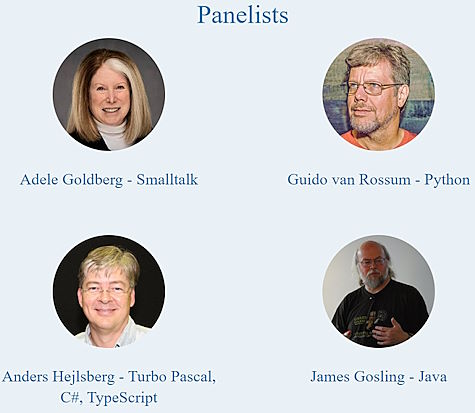 Panelists
Adele Goldberg - Smalltalk
Guido van Rossum - Python
Anders Hejlsberg - Turbo Pascal,
C#, TypeScript
James Gosling - Java